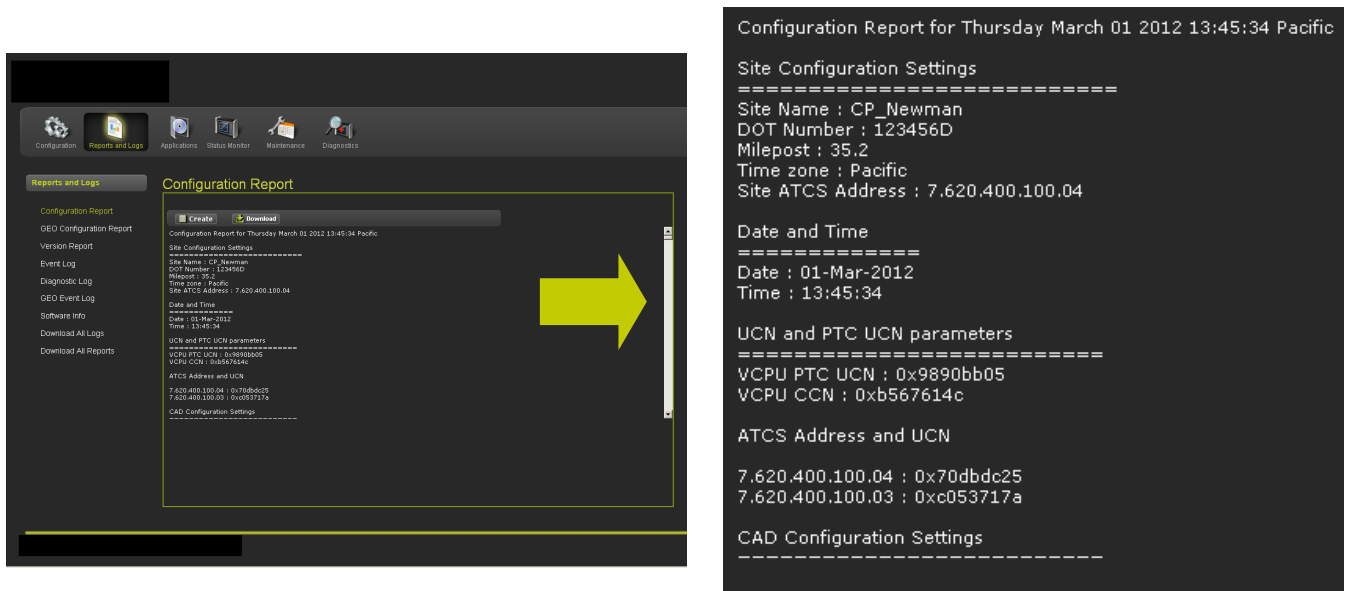 Configuration
Reports and Logs
Applications
Status Monitor
Maintenance
Diagnostics
Reports and Logs
Configuration Report
GEO Configuration Report
Version Report
Event Log
Diagnostic Log
GEO Event Log
Software Info
Download All Logs
Download All Reports
Configuration Report
Create
Download
Configuration Report for Thursday March 01 2012 13:45:34 Pacific
Site Configuration Settings
===========================
Site Name : CP_Newman
DOT Number : 123456D
Milepost : 35.2
Time zone : Pacific
Site ATCS Address : 7.620.400.100.04
Date and Time
=============
Date : 01-Mar-2012
Time : 13:45:34
UCN and PTC UCN parameters
==========================
VCPU PTC UCN : 0x9890bb05
VCPU CCN : 0xb567614c
ATCS Address and UCN
7.620.400.100.04 : 0x70dbdc25
7.620.400.100.03 : 0xc053717a
CAD Configuration Settings
--------------------------
Configuration Report for Thursday March 01 2012 13:45:34 Pacific
Site Configuration Settings
===========================
Site Name : CP_Newman
DOT Number : 123456D
Milepost : 35.2
Time zone : Pacific
Site ATCS Address : 7.620.400.100.04
Date and Time
=============
Date : 01-Mar-2012
Time : 13:45:34
UCN and PTC UCN parameters
==========================
VCPU PTC UCN : 0x9890bb05
VCPU CCN : 0xb567614c
ATCS Address and UCN
7.620.400.100.04 : 0x70dbdc25
7.620.400.100.03 : 0xc053717a
CAD Configuration Settings
--------------------------